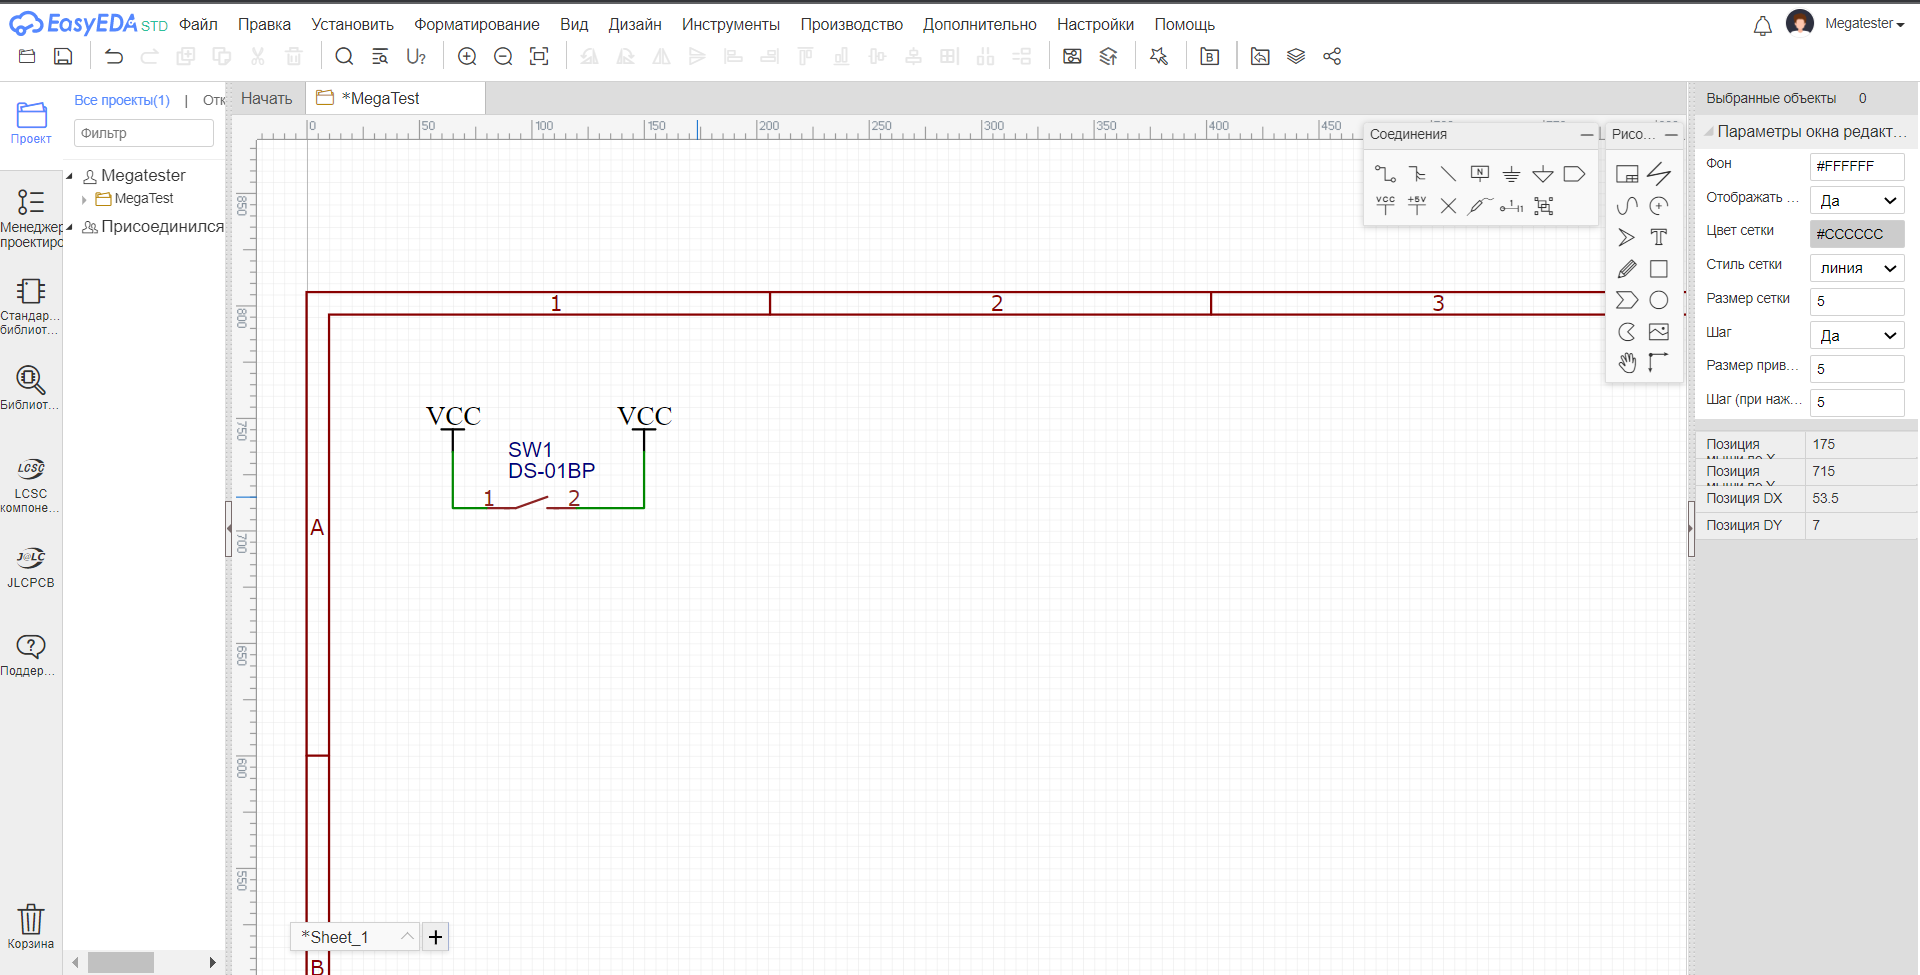 EasyEDA STD Файл Правка Установить Форматирование Вид Дизайн Инструменты Производство Дополнительно Настройки Помощь Megatester
U?
B
Проект
Менеджер
проектирс
Стандар...
библиот...
Библиот...
LCSC
LCSC
компоне...
J@LC
JLCPCB
Поддер...
Корзина
Все проекты(1) | Отк
Фильтр
Megatester
MegaTest
Присоединился
Начать *MegaTest
0 50 100 150 200 250 300 350 400 450
850
800
750
700
650
600
550
1 2 3
A
B
VCC VCC
SW1
DS-01BP
1 2
*Sheet_1 +
Соединения
N
VCC +5V
Рисо...
T
Выбранные объекты 0
Параметры окна редакт...
Фон #FFFFFF
Отображать ... Да
Цвет сетки #CCCCCC
Стиль сетки линия
Размер сетки 5
Шаг Да
Размер прив... 5
Шаг (при наж... 5
Позиция 175
Позиция 715
Позиция DX 53.5
Позиция DY 7